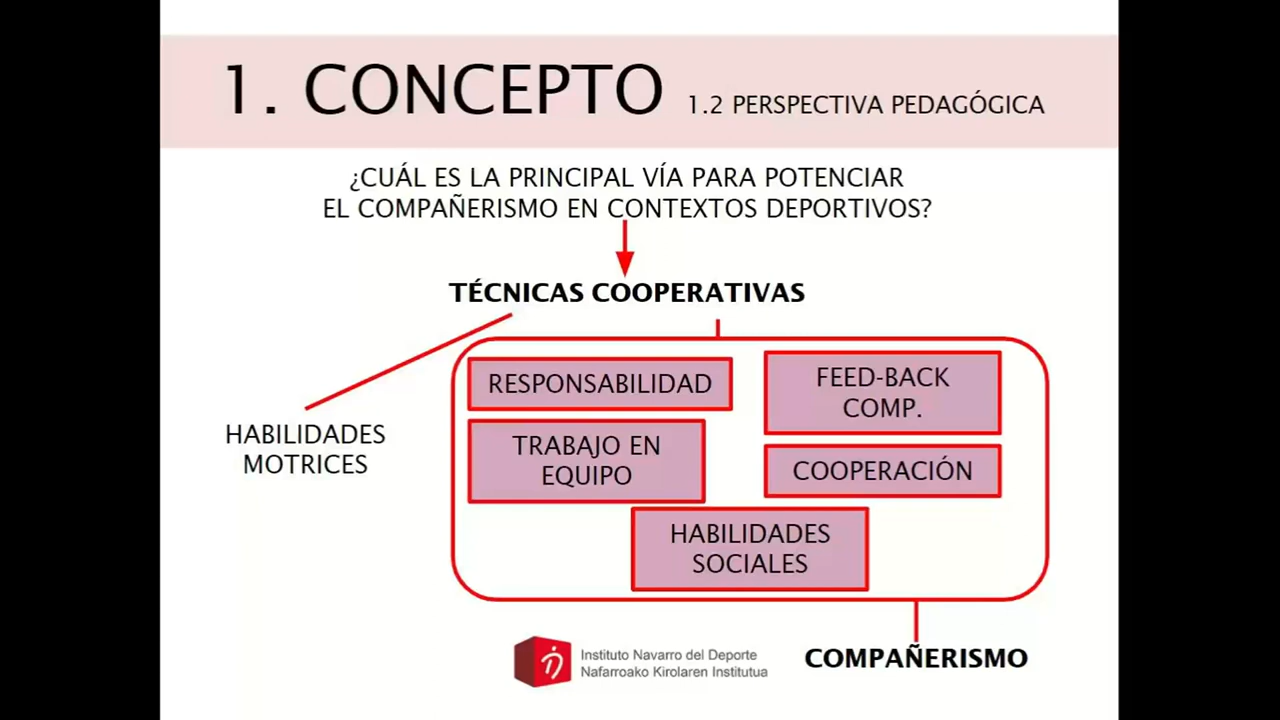 1. CONCEPTO 1.2 PERSPECTIVA PEDAGÓGICA
¿CUÁL ES LA PRINCIPAL VÍA PARA POTENCIAR
EL COMPAÑERISMO EN CONTEXTOS DEPORTIVOS?
TÉCNICAS COOPERATIVAS
HABILIDADES
MOTRICES
RESPONSABILIDAD
FEED-BACK
COMP.
TRABAJO EN
EQUIPO
COOPERACIÓN
HABILIDADES
SOCIALES
COMPAÑERISMO
Instituto Navarro del Deporte
Nafarroako Kirolaren Institutua